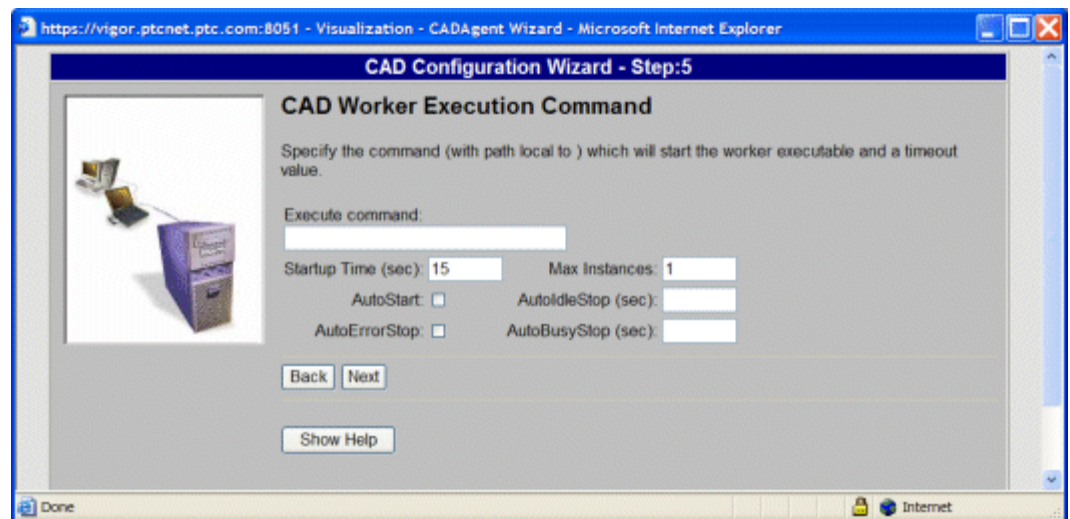 https://vigor.ptcnet.ptc.com:8051 - Visualization - CADAgent Wizard - Microsoft Internet Explorer
CAD Configuration Wizard - Step:5
CAD Worker Execution Command
Specify the command (with path local to ) which will start the worker executable and a timeout
value.
Execute command:
Startup Time (sec): 15 Max Instances: 1
AutoStart: AutoIdleStop (sec):
AutoErrorStop: AutoBusyStop (sec):
Back Next
Show Help
Done Internet